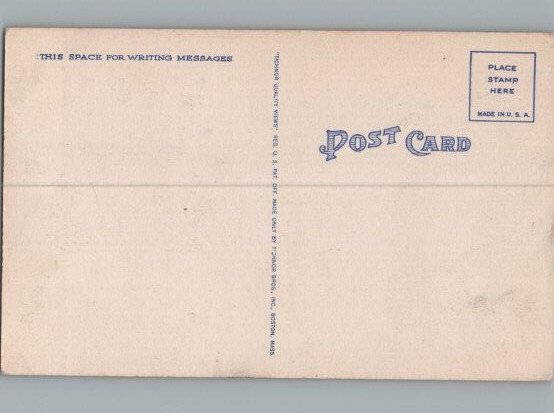 THIS SPACE FOR WRITING MESSAGES
"TICHNOR QUALITY VIEWS" REG. U. S. PAT. OFF. MADE ONLY BY TICHNOR BROS., INC., BOSTON, MASS.
PLACE
STAMP
HERE
MADE IN U. S. A.
POST CARD